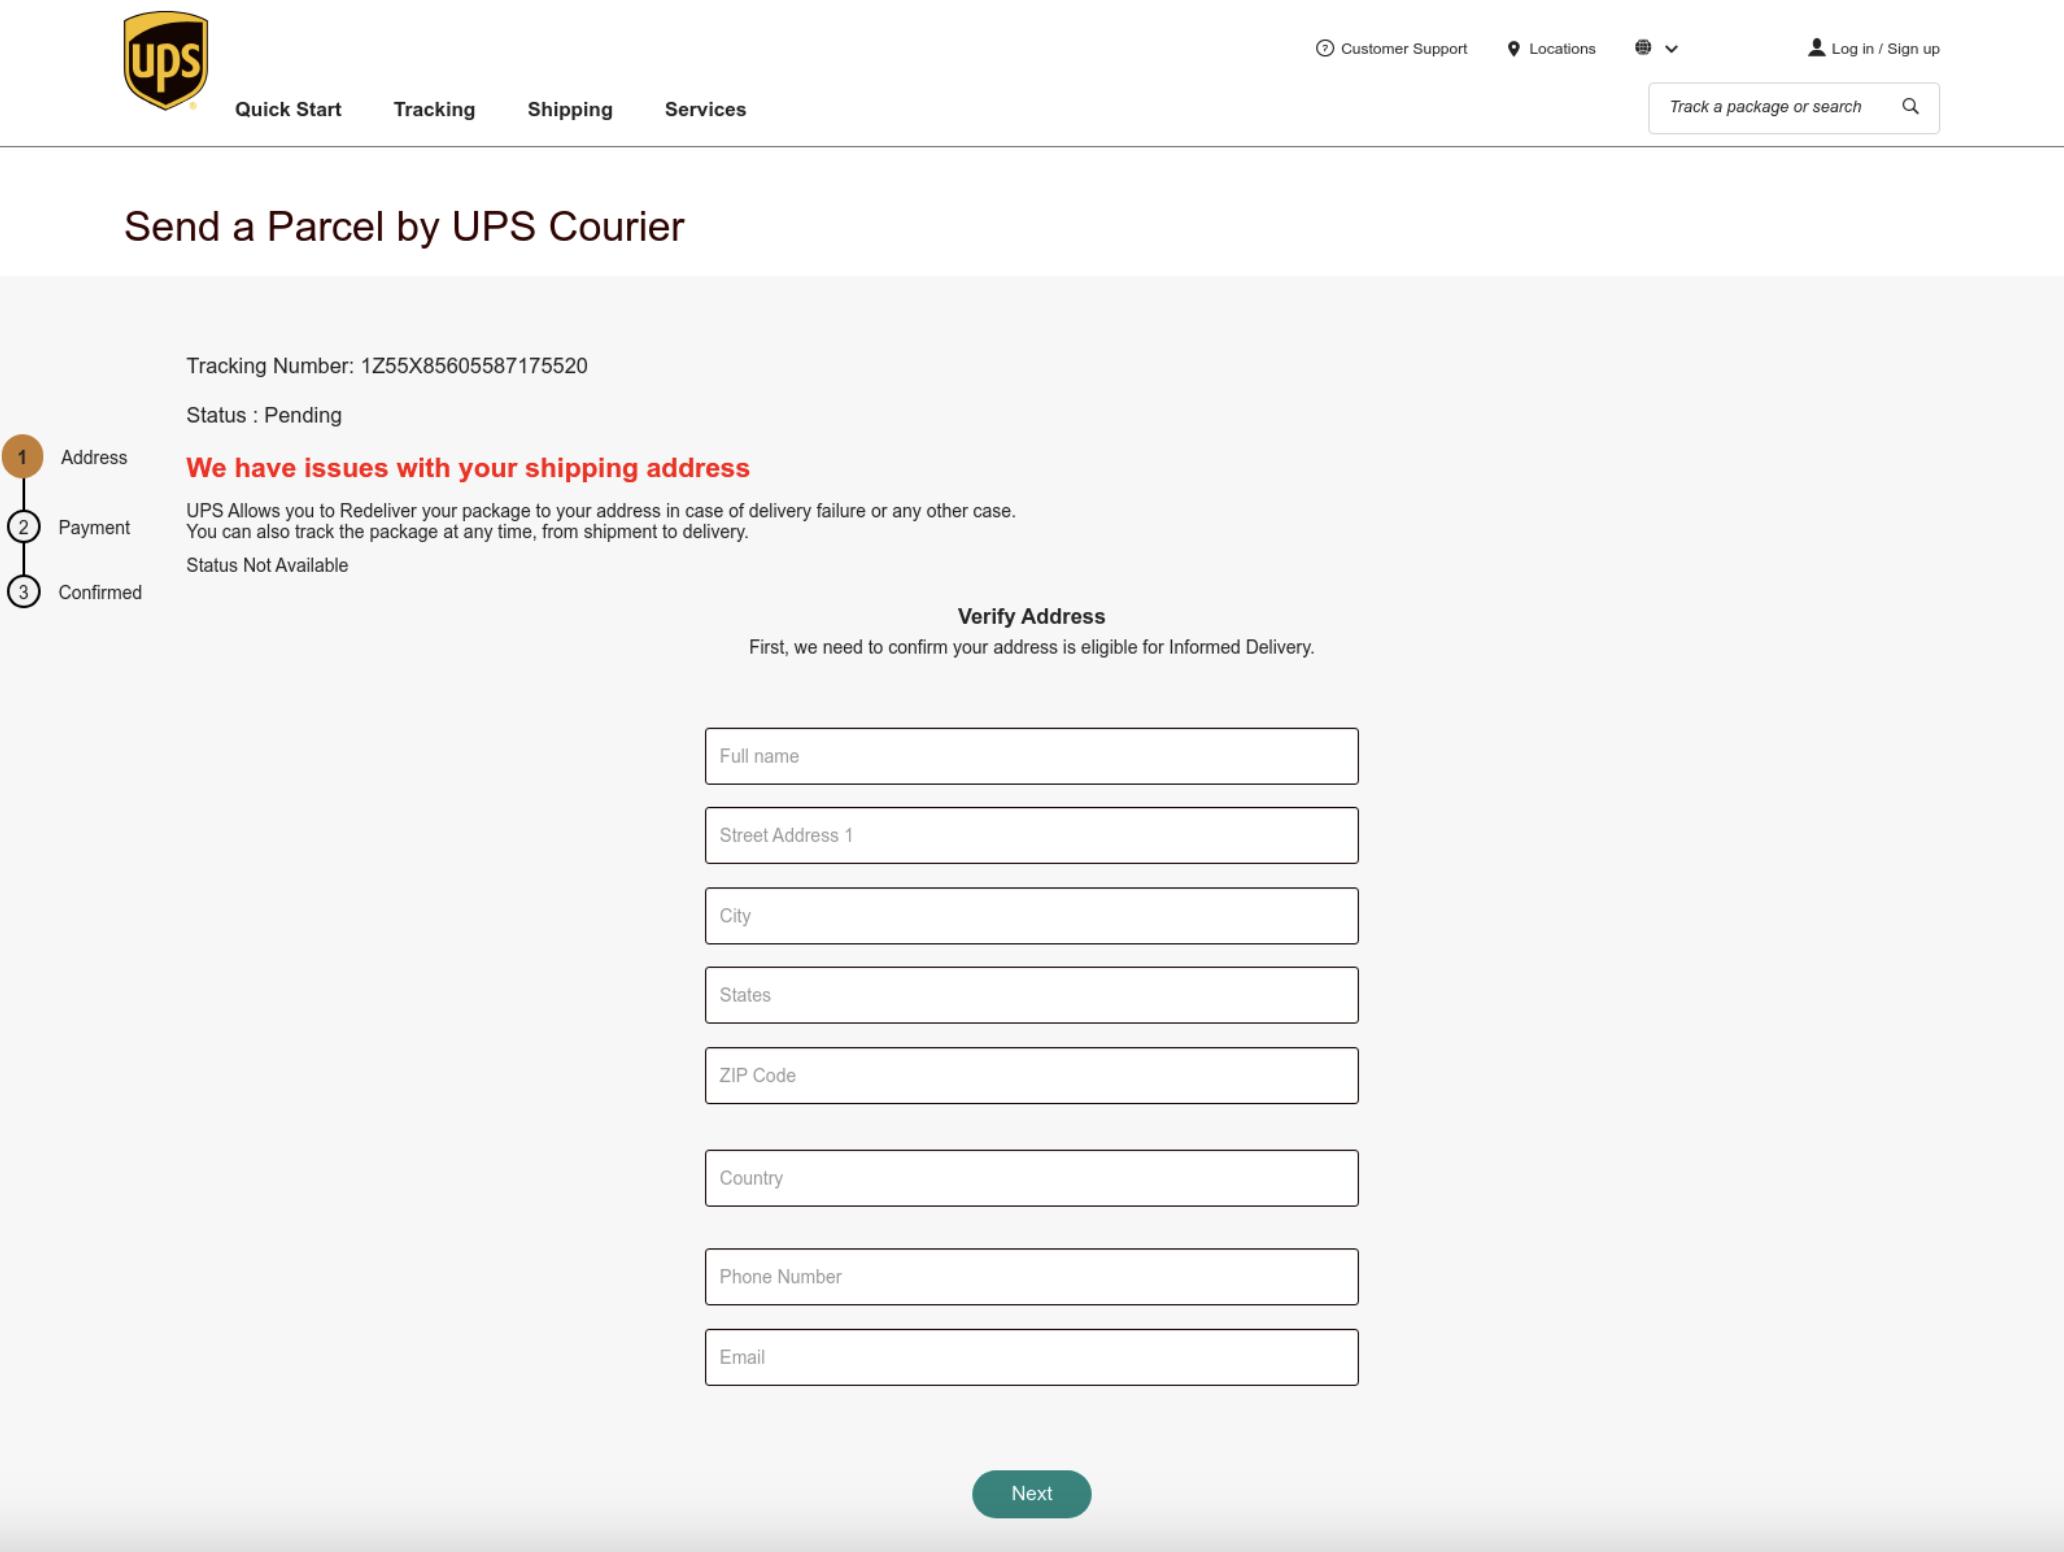 ups
Customer Support
Locations
Log in / Sign up
Quick Start
Tracking
Shipping
Services
Track a package or search
Send a Parcel by UPS Courier
Tracking Number: 1Z55X85605587175520
Status : Pending
1 Address
2 Payment
3 Confirmed
We have issues with your shipping address
UPS Allows you to Redeliver your package to your address in case of delivery failure or any other case.
You can also track the package at any time, from shipment to delivery.
Status Not Available
Verify Address
First, we need to confirm your address is eligible for Informed Delivery.
Full name
Street Address 1
City
States
ZIP Code
Country
Phone Number
Email
Next